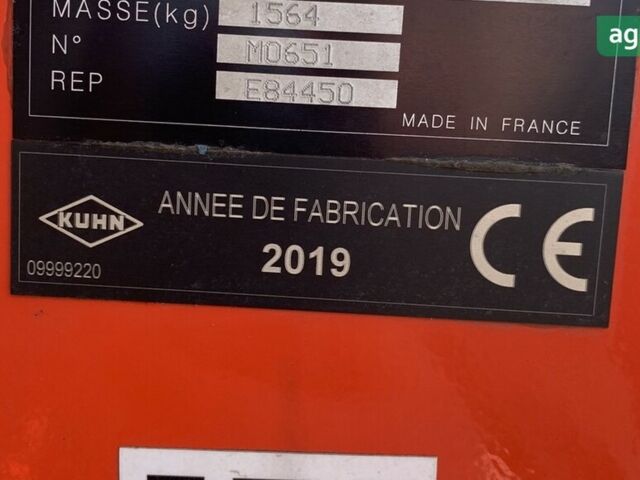 MASSE(kg) 1564
N° M0651
REP E84450
MADE IN FRANCE
KUHN
ANNEE DE FABRICATION
2019
CE
09999220
ag